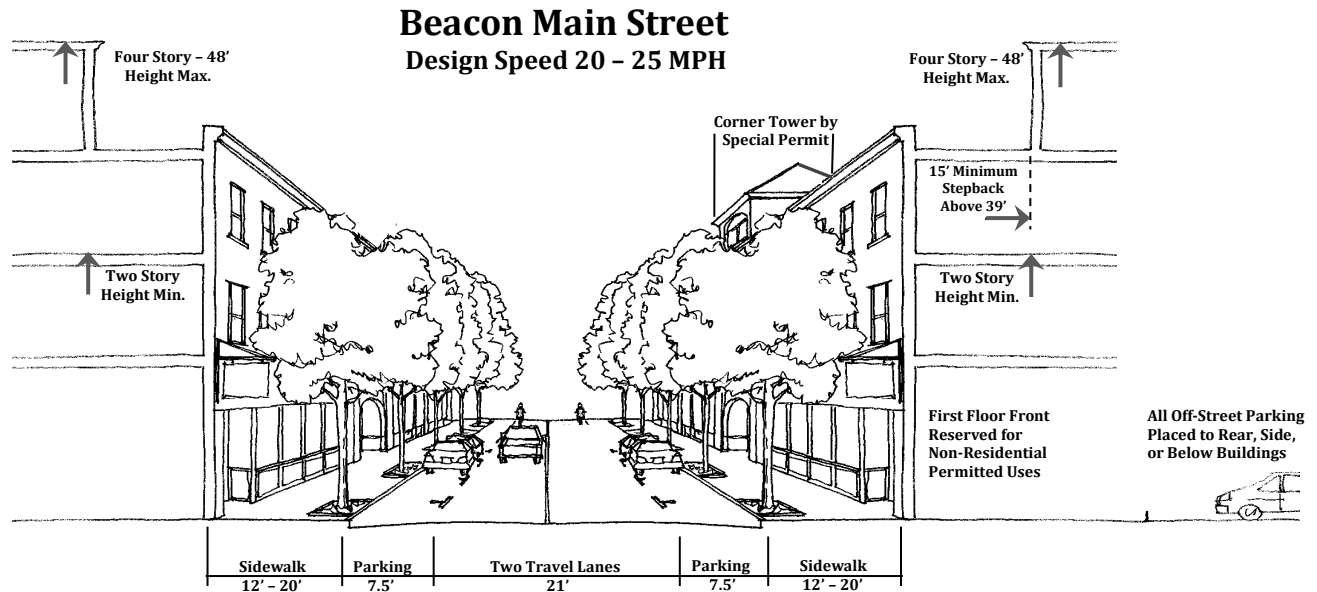 Beacon Main Street
Design Speed 20 – 25 MPH
Four Story – 48’
Height Max.
Four Story – 48’
Height Max.
Corner Tower by
Special Permit
15’ Minimum
Stepback
Above 39’
Two Story
Height Min.
Two Story
Height Min.
First Floor Front
Reserved for
Non-Residential
Permitted Uses
All Off-Street Parking
Placed to Rear, Side,
or Below Buildings
Sidewalk
12’ – 20’
Parking
7.5’
Two Travel Lanes
21’
Parking
7.5’
Sidewalk
12’ – 20’